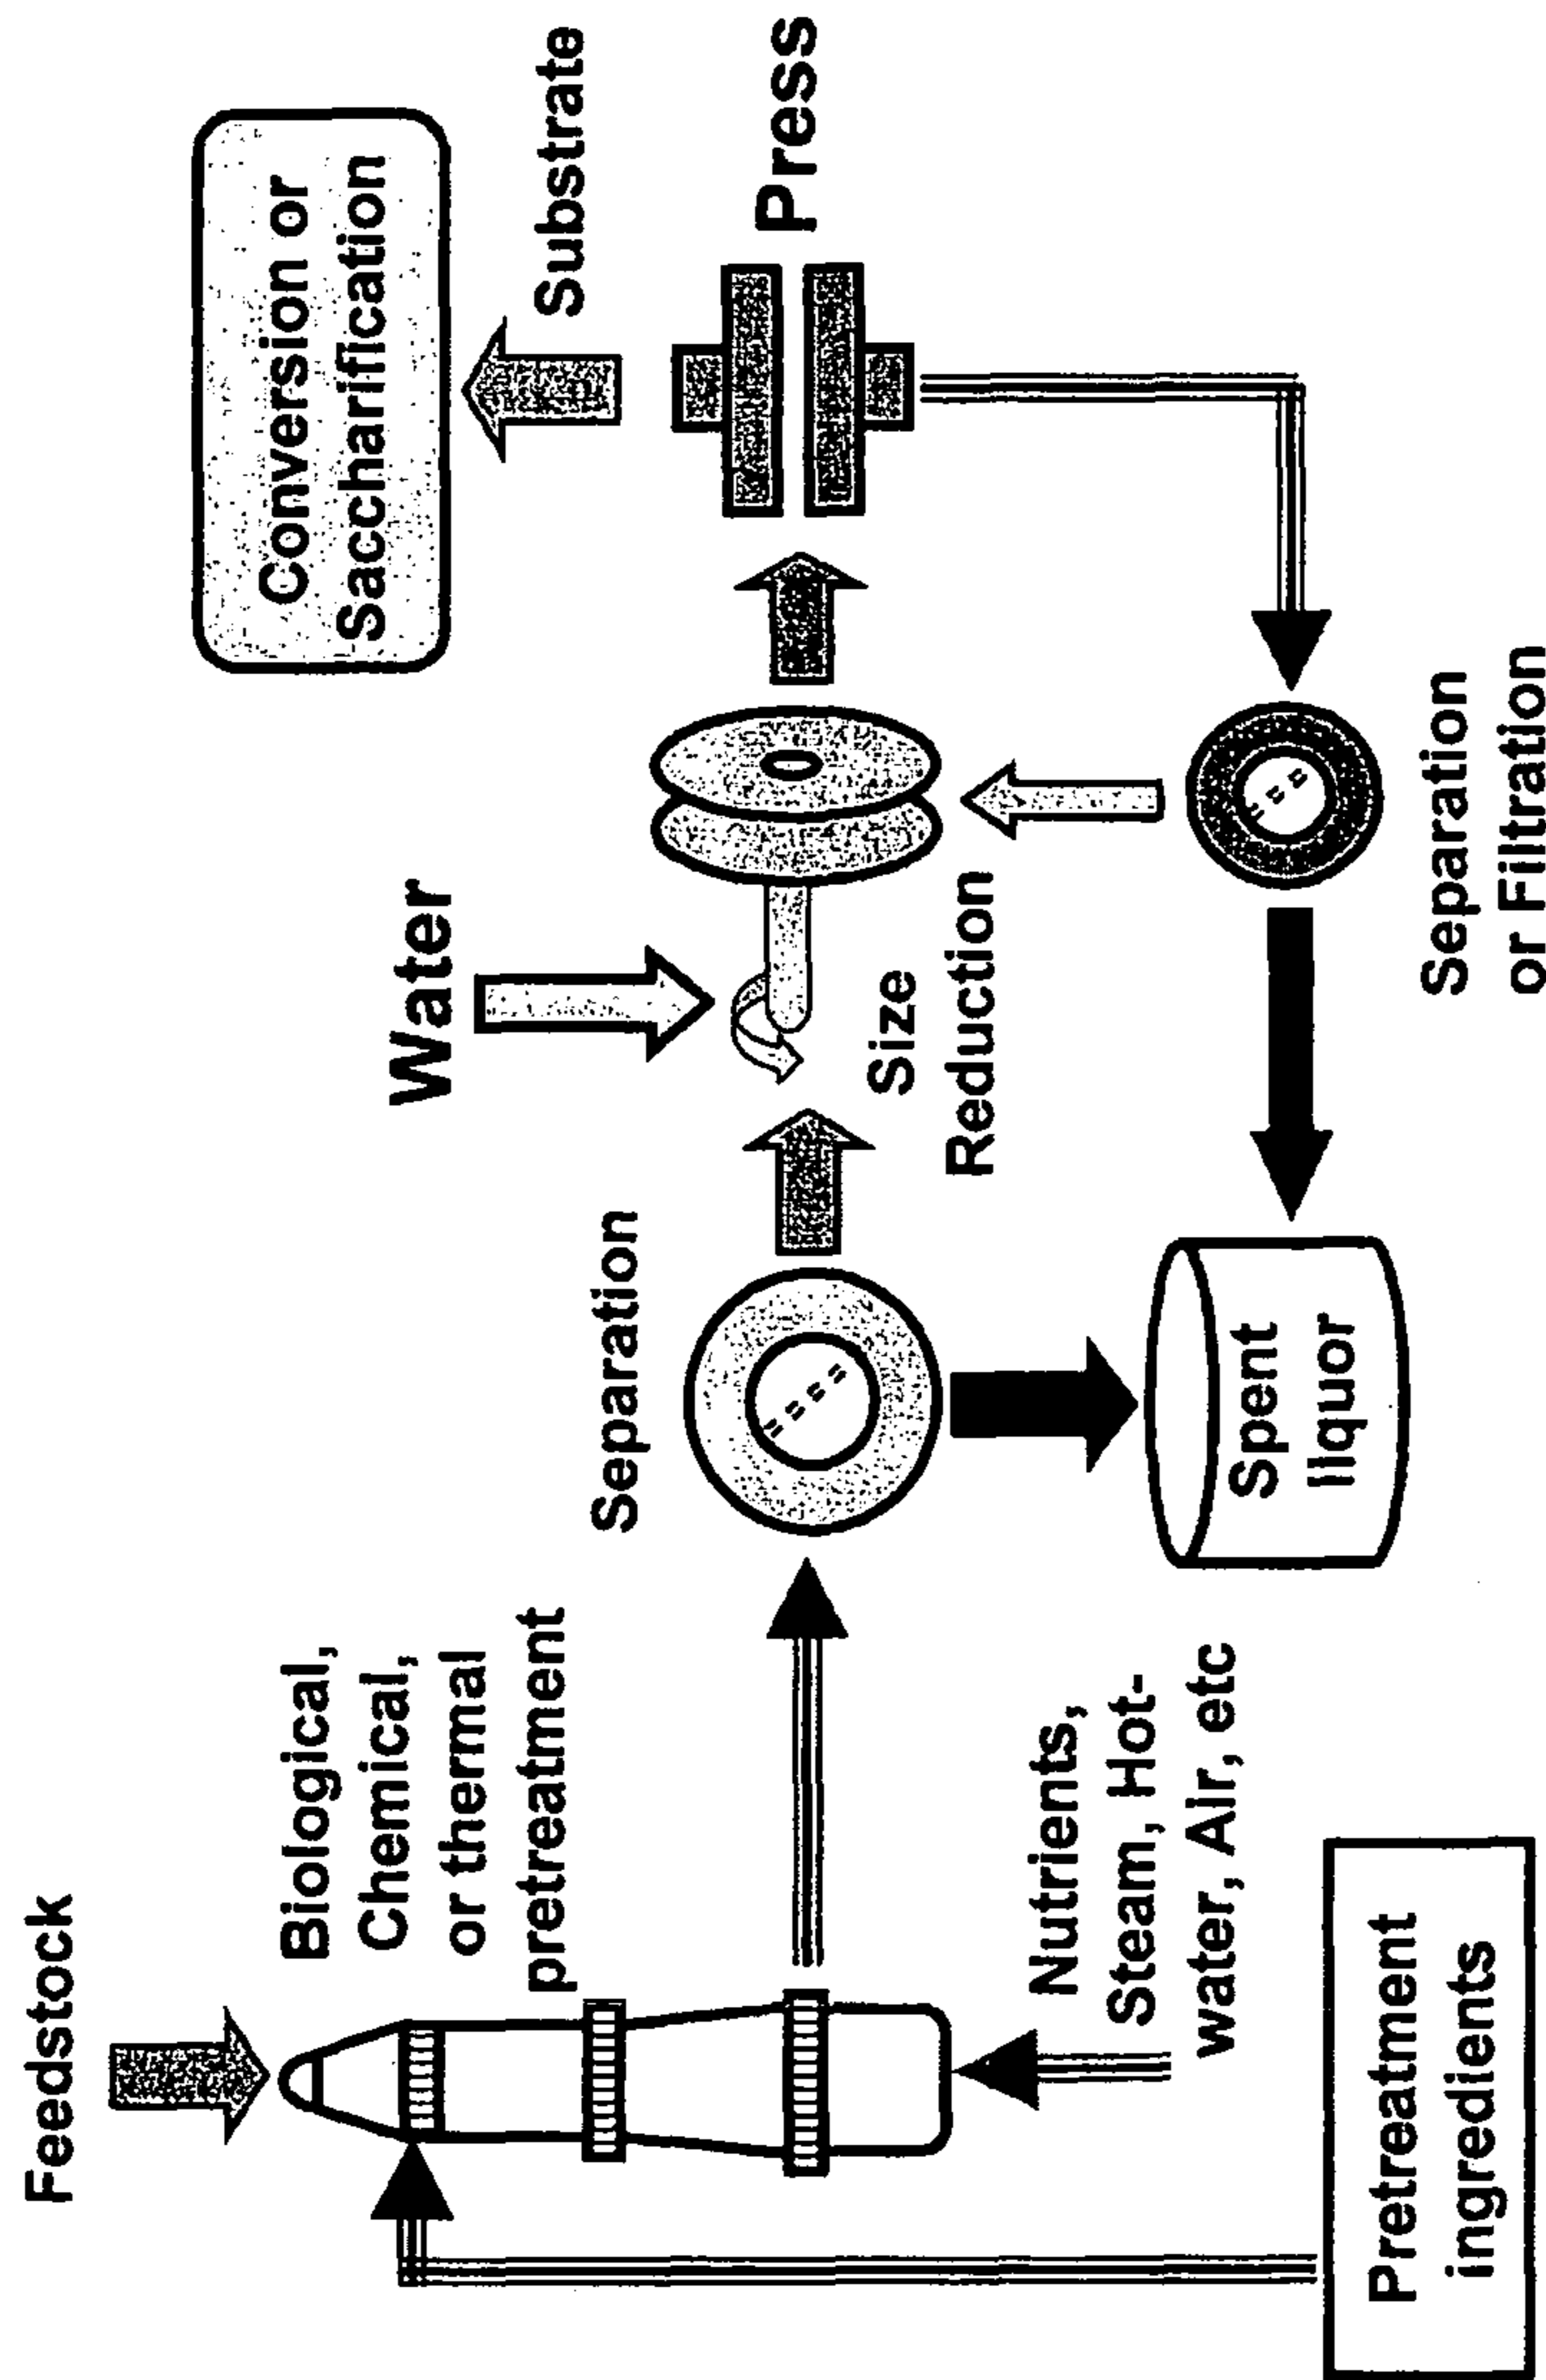 Feedstock
Biological,
Chemical,
or thermal
pretreatment
Nutrients,
Steam, Hot-
water, Air, etc
Pretreatment
ingredients
Separation
Spent
liquor
Water
Size
Reduction
Separation
or Filtration
Press
Substrate
Conversion or
Saccharification